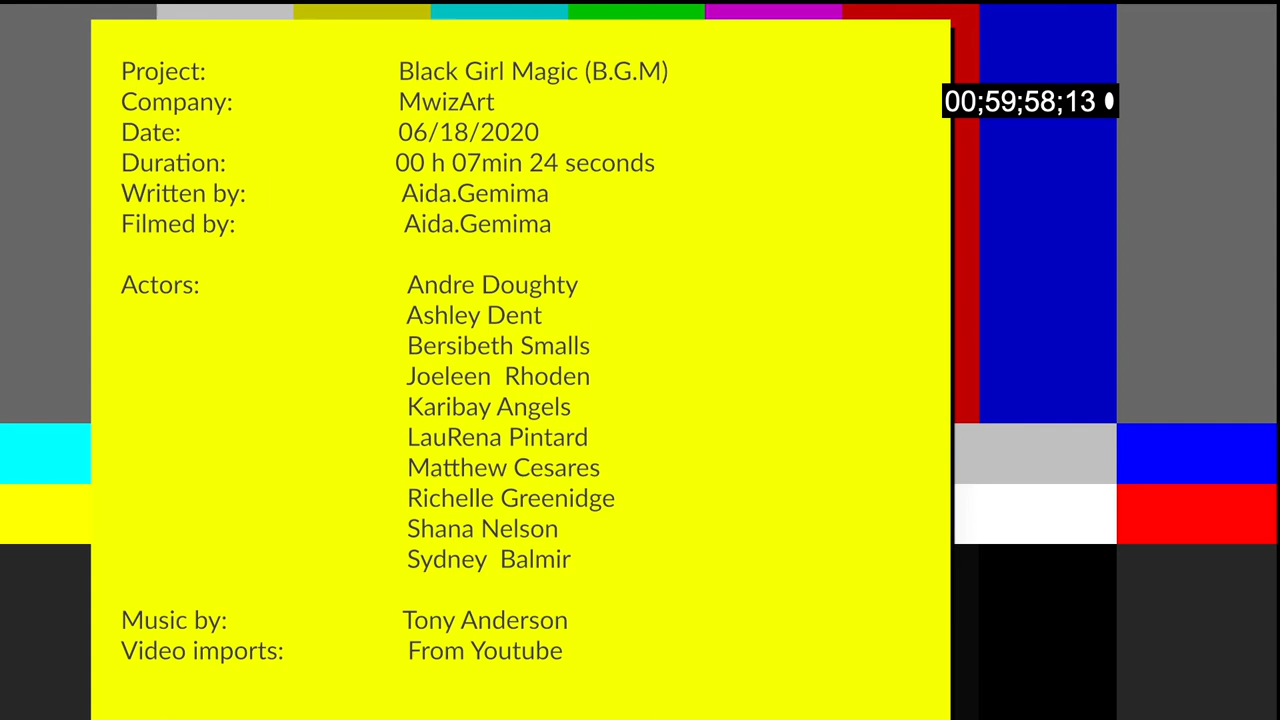 Project: Black Girl Magic (B.G.M)
Company: MwizArt
00;59;58;13
Date: 06/18/2020
Duration: 00 h 07min 24 seconds
Written by: Aida.Gemima
Filmed by: Aida.Gemima
Actors: Andre Doughty
Ashley Dent
Bersibeth Smalls
Joeleen Rhoden
Karibay Angels
LauRena Pintard
Matthew Cesares
Richelle Greenidge
Shana Nelson
Sydney Balmir
Music by: Tony Anderson
Video imports: From Youtube